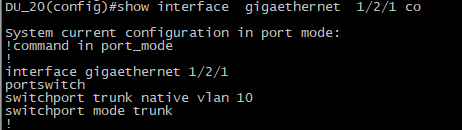 DU_20(config)#show interface  gigaethernet  1/2/1 co
System current configuration in port mode:
!command in port_mode
!
interface gigaethernet 1/2/1
portswitch
switchport trunk native vlan 10
switchport mode trunk
!